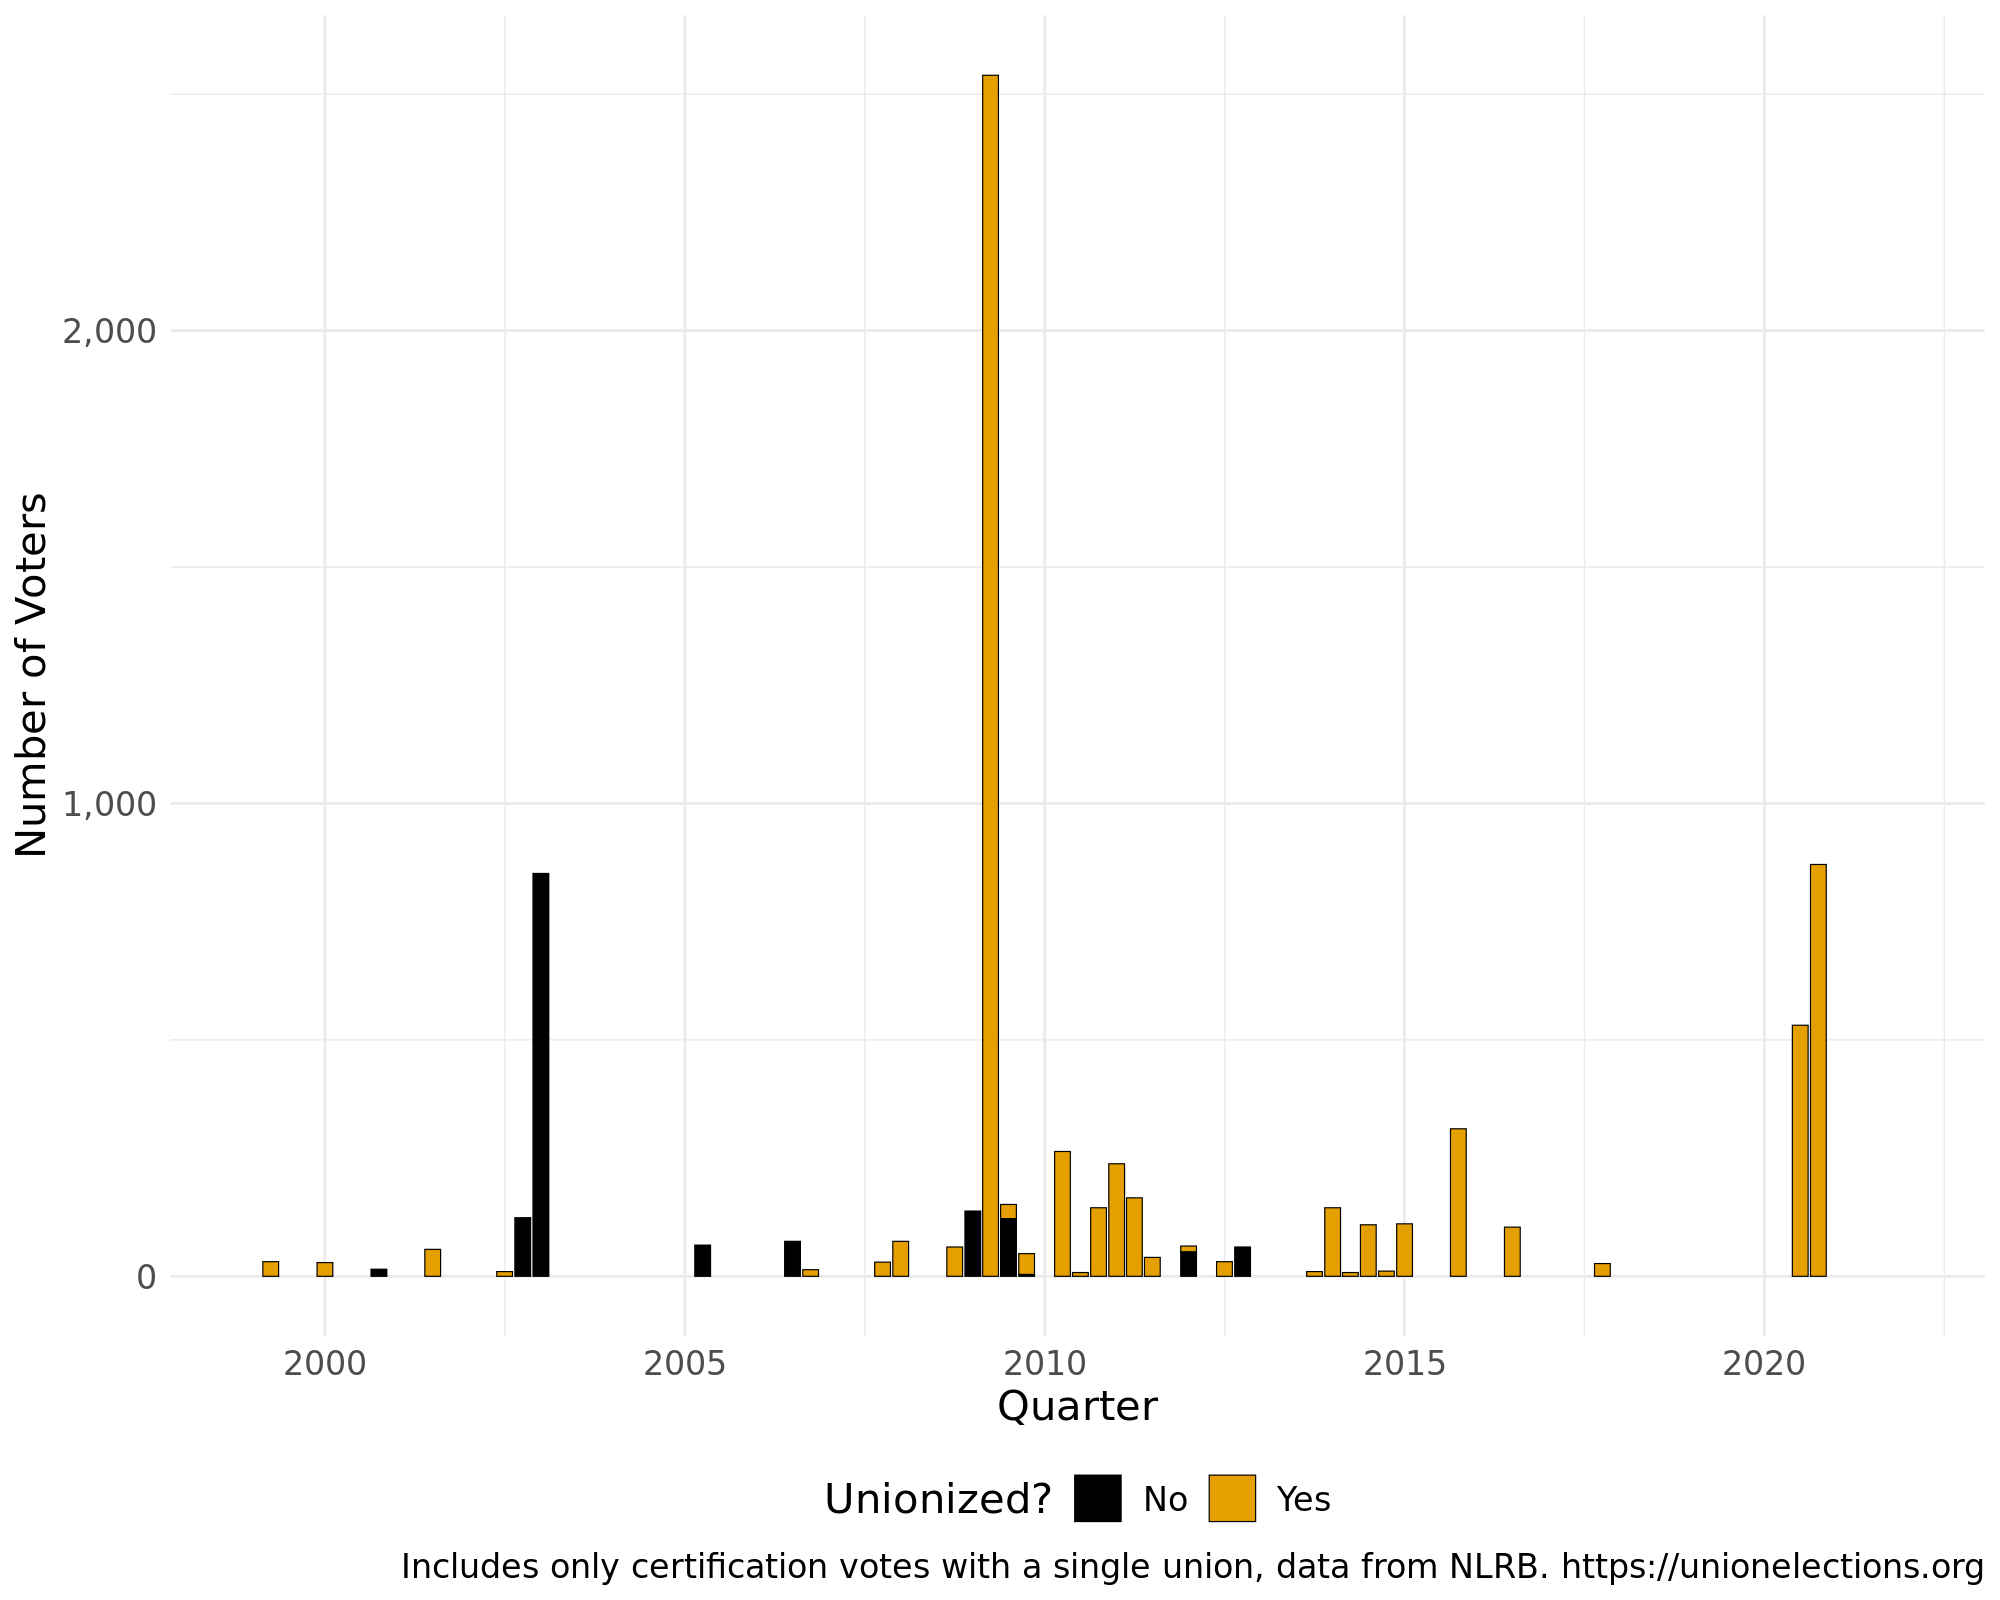 Number of Voters
2,000
1,000
0
2000 2005 2010 2015 2020
Quarter
Unionized? No Yes
Includes only certification votes with a single union, data from NLRB. https://unionelections.org